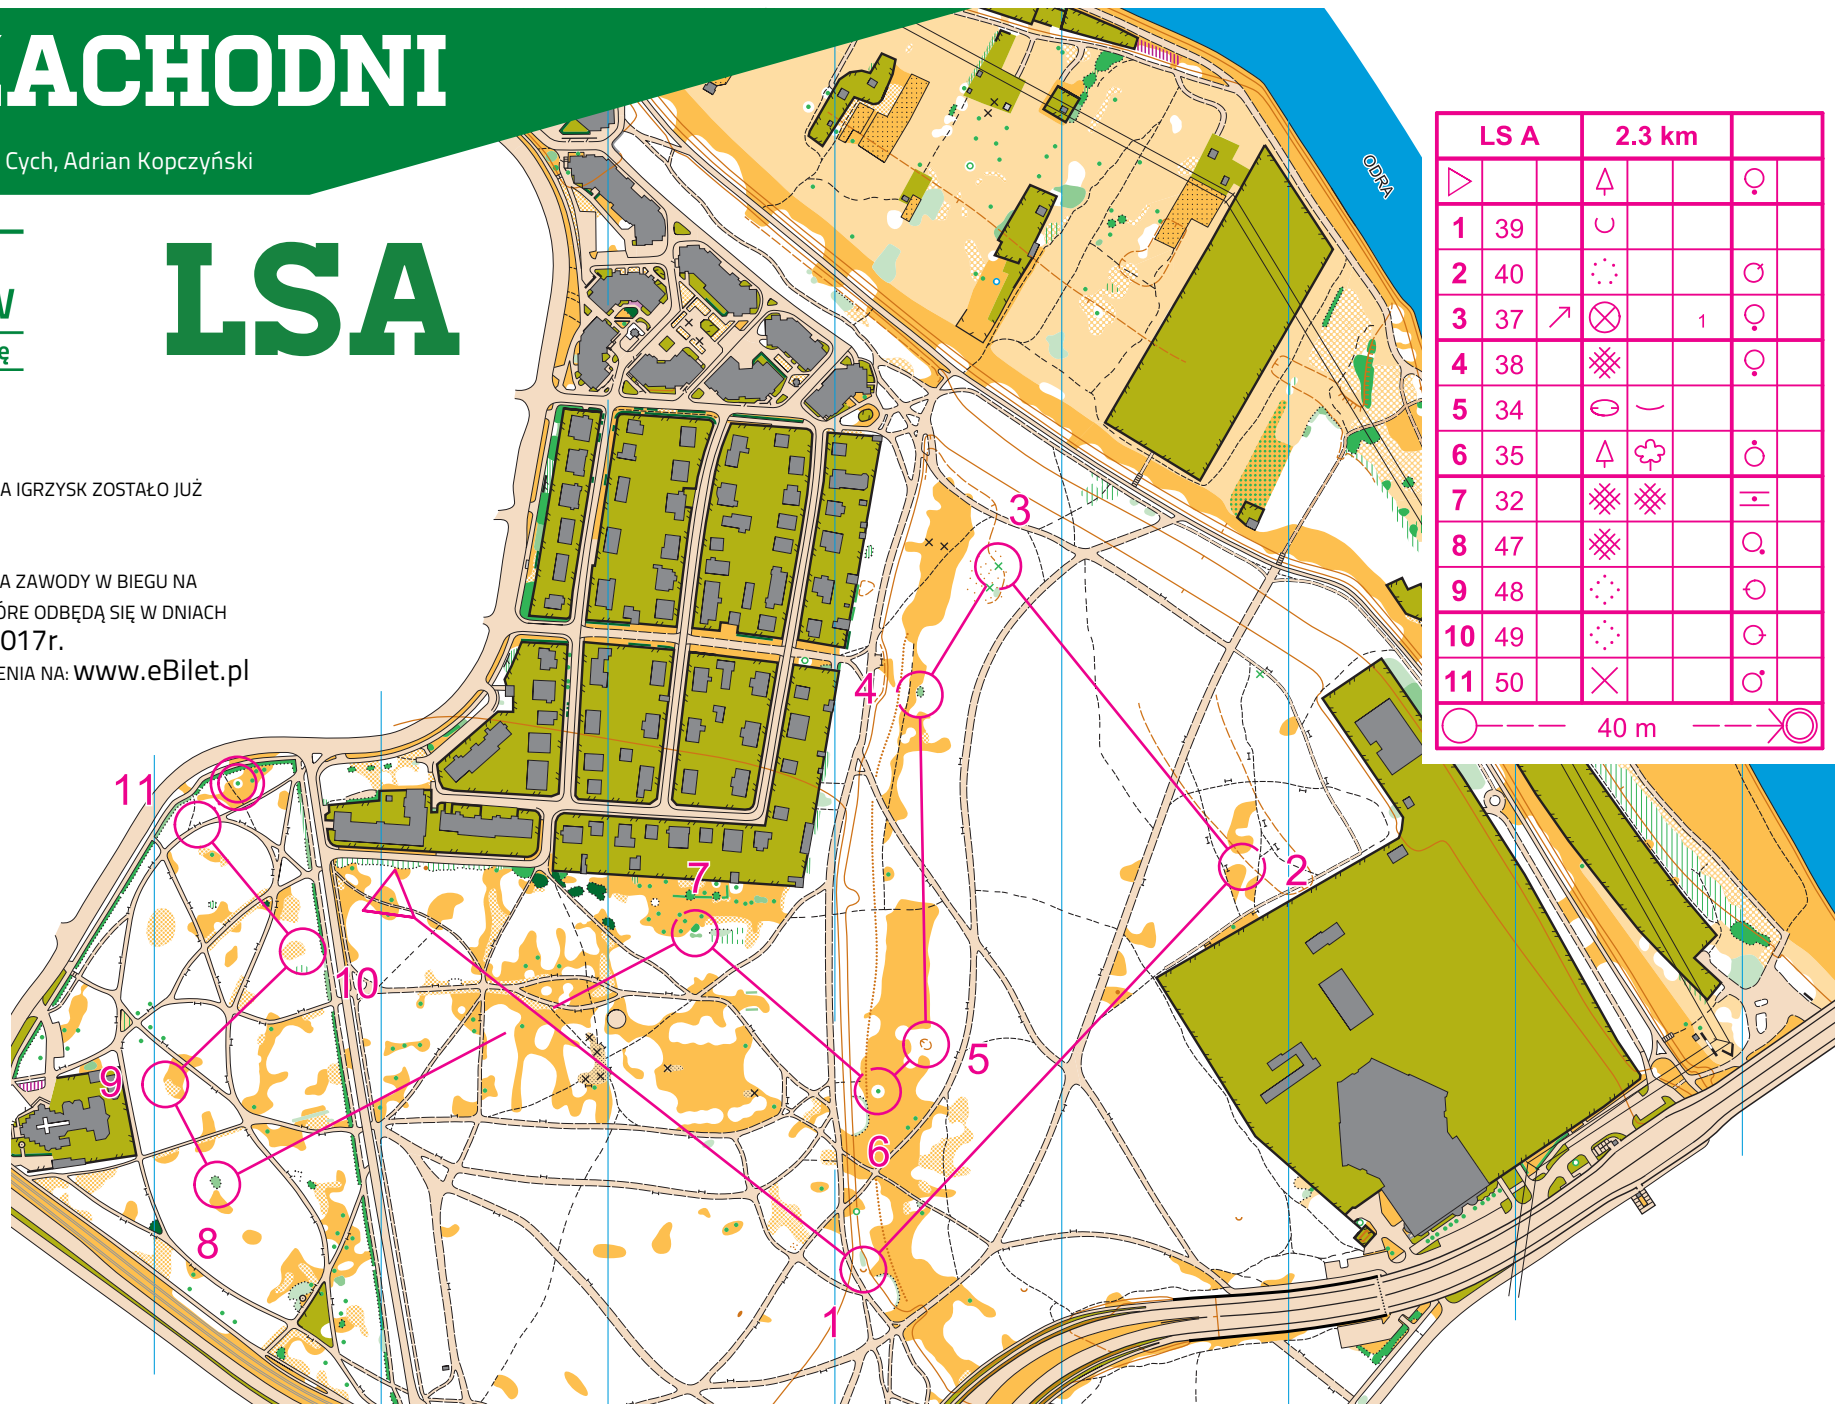 ZACHODNI
Cych, Adrian Kopczyński
LSA
A IGRZYSK ZOSTAŁO JUŻ
A ZAWODY W BIEGU NA
ÓRE ODBĘDĄ SIĘ W DNIACH
017r.
ENIA NA: www.eBilet.pl
ODRA
LS A 2.3 km
1 39
2 40
3 37 1
4 38
5 34
6 35
7 32
8 47
9 48
10 49
11 50
40 m
3
4
2
11
7
10
5
9
6
8
1